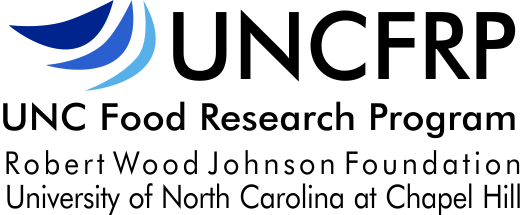 UNCFRP
UNC Food Research Program
Robert Wood Johnson Foundation
University of North Carolina at Chapel Hill